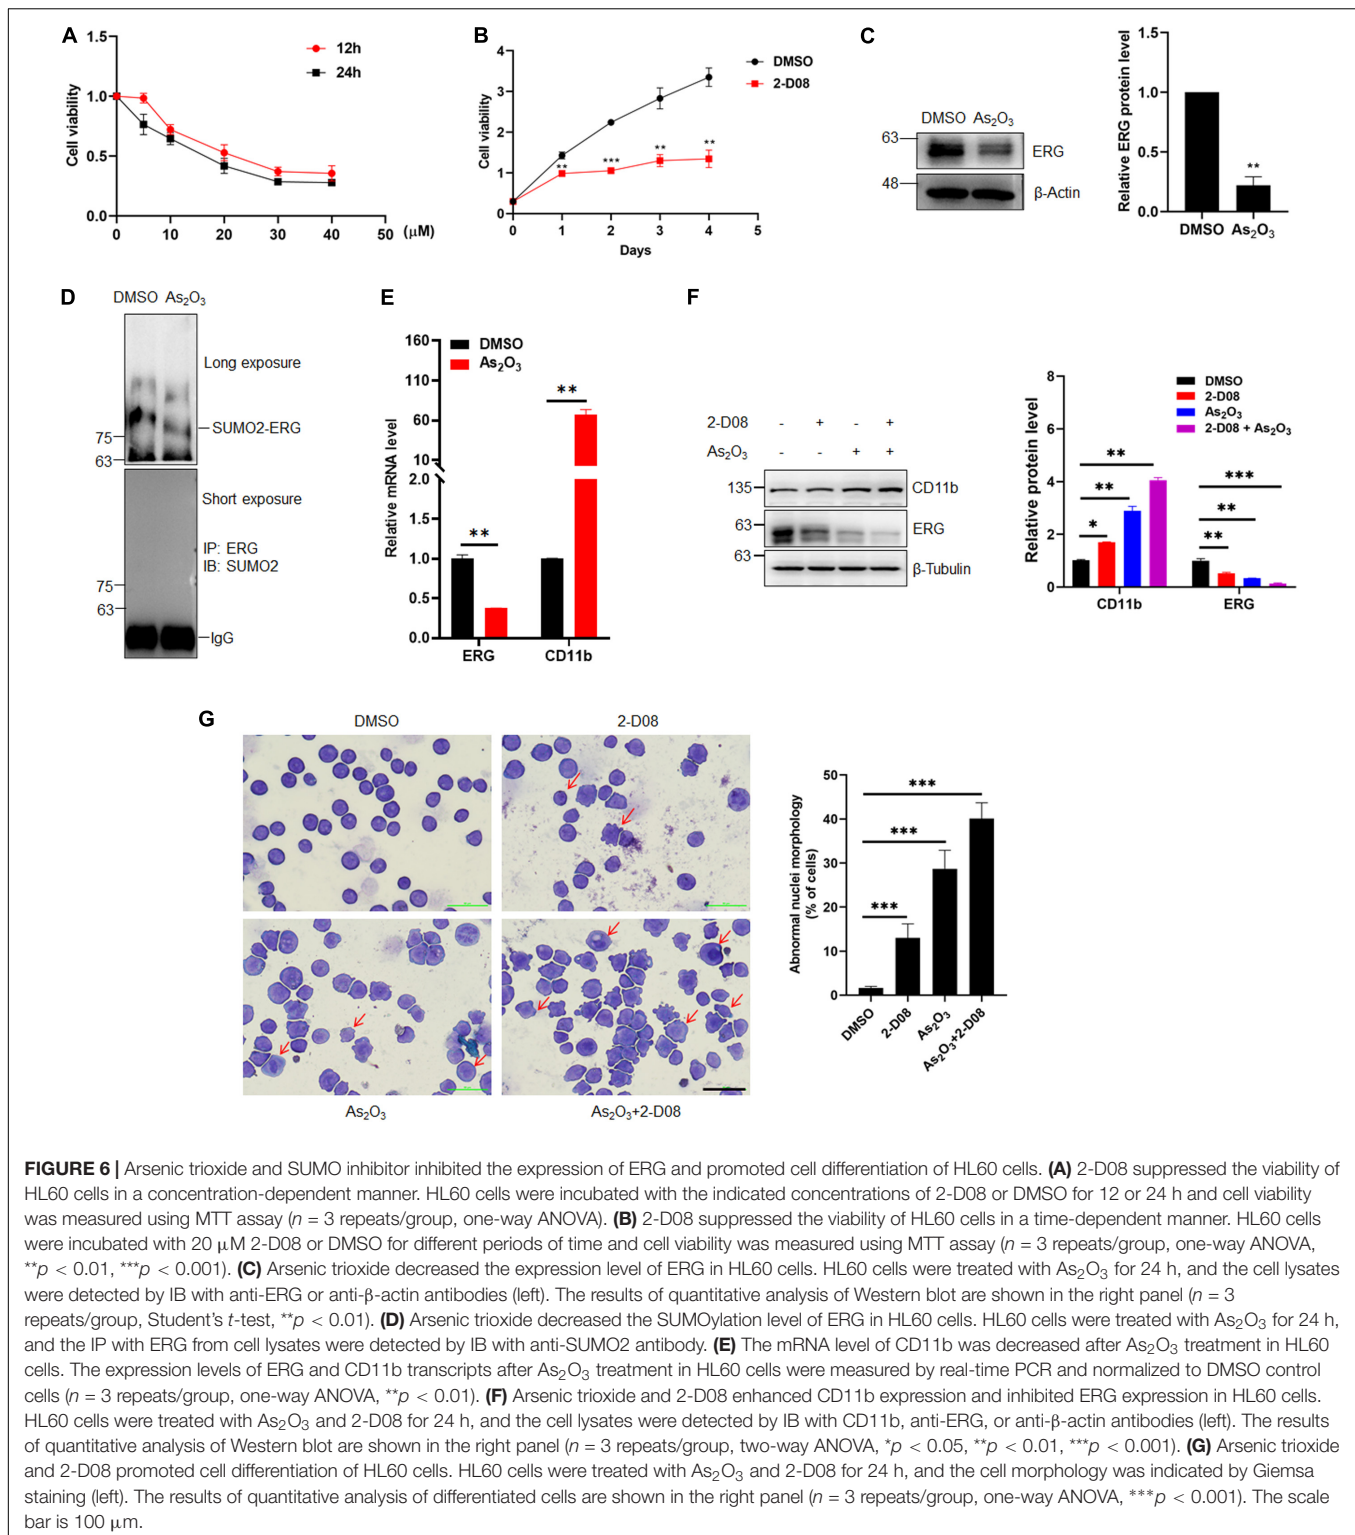 A
1.5
1.0
0.5
0.0
Cell viability
12h
24h
0 10 20 30 40 50 (μM)
B
4
3
2
1
0
Cell viability
DMSO
2-D08
** *** ** **
0 1 2 3 4 5
Days
C
DMSO As₂O₃
63
ERG
48
β-Actin
Relative ERG protein level
1.5
1.0
0.5
0.0
**
DMSO As₂O₃
D
DMSO As₂O₃
Long exposure
SUMO2-ERG
75
63
Short exposure
IP: ERG
IB: SUMO2
75
63
IgG
E
Relative mRNA level
160
110
60
10
2.0
1.5
1.0
0.5
0.0
DMSO
As₂O₃
**
**
ERG CD11b
F
2-D08 - + - +
As₂O₃ - - + +
135
CD11b
63
ERG
63
β-Tubulin
Relative protein level
8
6
4
2
0
DMSO
2-D08
As₂O₃
2-D08 + As₂O₃
**
**
*
***
**
**
CD11b ERG
G
DMSO 2-D08
As₂O₃ As₂O₃+2-D08
Abnormal nuclei morphology
(% of cells)
50
40
30
20
10
0
***
***
***
DMSO
2-D08
As₂O₃
As₂O₃+2-D08
FIGURE 6 | Arsenic trioxide and SUMO inhibitor inhibited the expression of ERG and promoted cell differentiation of HL60 cells. (A) 2-D08 suppressed the viability of
HL60 cells in a concentration-dependent manner. HL60 cells were incubated with the indicated concentrations of 2-D08 or DMSO for 12 or 24 h and cell viability
was measured using MTT assay (n = 3 repeats/group, one-way ANOVA). (B) 2-D08 suppressed the viability of HL60 cells in a time-dependent manner. HL60 cells
were incubated with 20 μM 2-D08 or DMSO for different periods of time and cell viability was measured using MTT assay (n = 3 repeats/group, one-way ANOVA,
**p < 0.01, ***p < 0.001). (C) Arsenic trioxide decreased the expression level of ERG in HL60 cells. HL60 cells were treated with As₂O₃ for 24 h, and the cell lysates
were detected by IB with anti-ERG or anti-β-actin antibodies (left). The results of quantitative analysis of Western blot are shown in the right panel (n = 3
repeats/group, Student's t-test, **p < 0.01). (D) Arsenic trioxide decreased the SUMOylation level of ERG in HL60 cells. HL60 cells were treated with As₂O₃ for 24 h,
and the IP with ERG from cell lysates were detected by IB with anti-SUMO2 antibody. (E) The mRNA level of CD11b was decreased after As₂O₃ treatment in HL60
cells. The expression levels of ERG and CD11b transcripts after As₂O₃ treatment in HL60 cells were measured by real-time PCR and normalized to DMSO control
cells (n = 3 repeats/group, one-way ANOVA, **p < 0.01). (F) Arsenic trioxide and 2-D08 enhanced CD11b expression and inhibited ERG expression in HL60 cells.
HL60 cells were treated with As₂O₃ and 2-D08 for 24 h, and the cell lysates were detected by IB with CD11b, anti-ERG, or anti-β-actin antibodies (left). The results
of quantitative analysis of Western blot are shown in the right panel (n = 3 repeats/group, two-way ANOVA, *p < 0.05, **p < 0.01, ***p < 0.001). (G) Arsenic trioxide
and 2-D08 promoted cell differentiation of HL60 cells. HL60 cells were treated with As₂O₃ and 2-D08 for 24 h, and the cell morphology was indicated by Giemsa
staining (left). The results of quantitative analysis of differentiated cells are shown in the right panel (n = 3 repeats/group, one-way ANOVA, ***p < 0.001). The scale
bar is 100 μm.